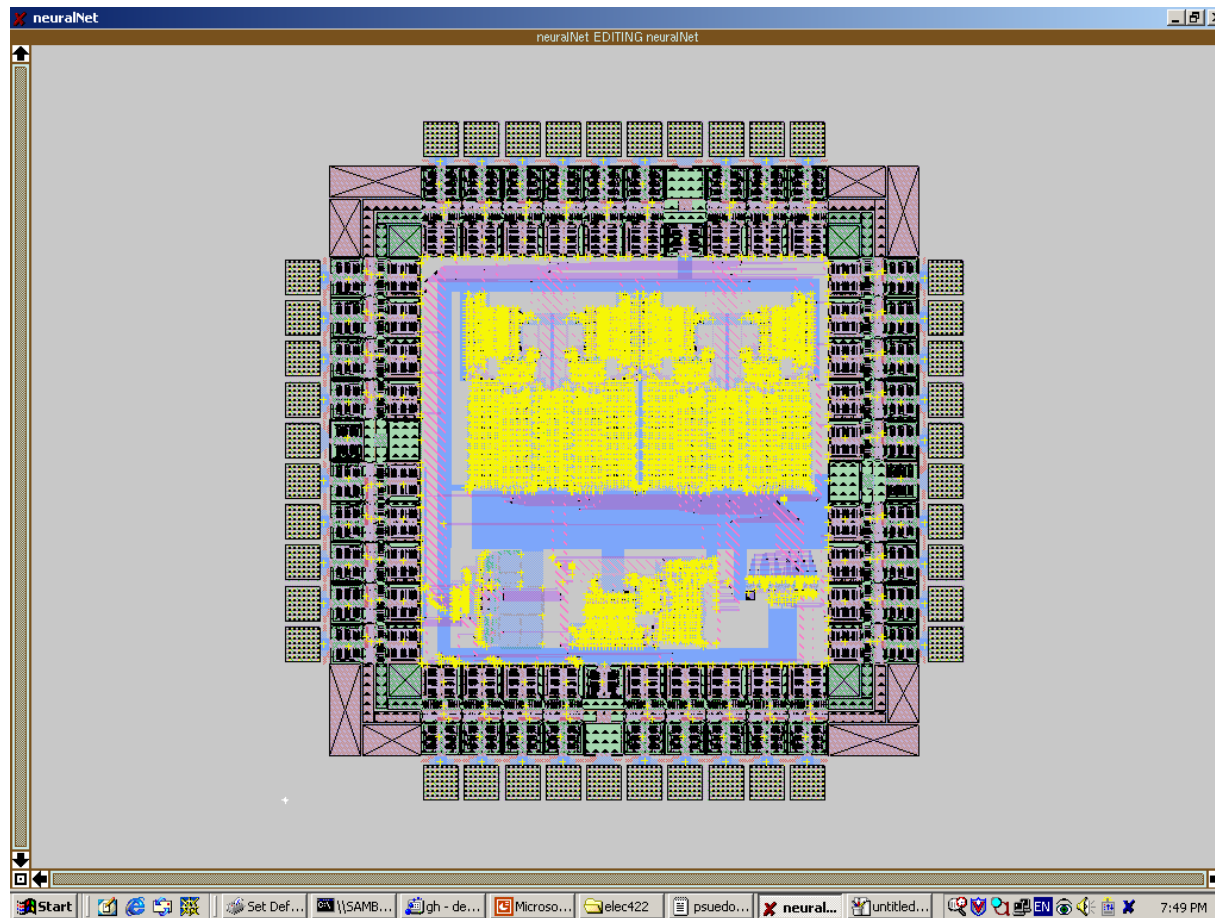 neuralNet
neuralNet EDITING neuralNet
Start
Set Def...
\\SAMB...
gh - de...
Microso...
elec422
psuedo...
neural...
untitled...
EN
7:49 PM